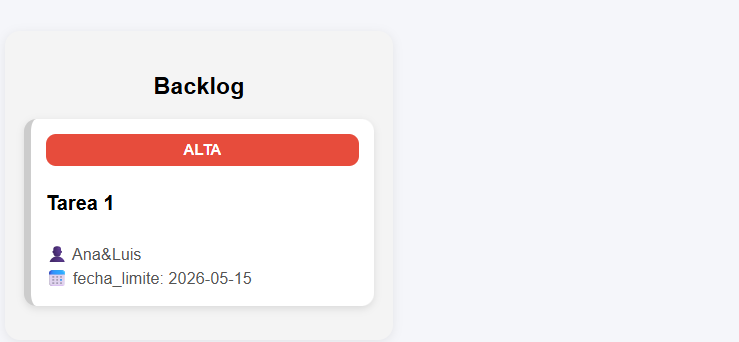 Backlog
ALTA
Tarea 1
Ana&Luis
fecha_limite: 2026-05-15